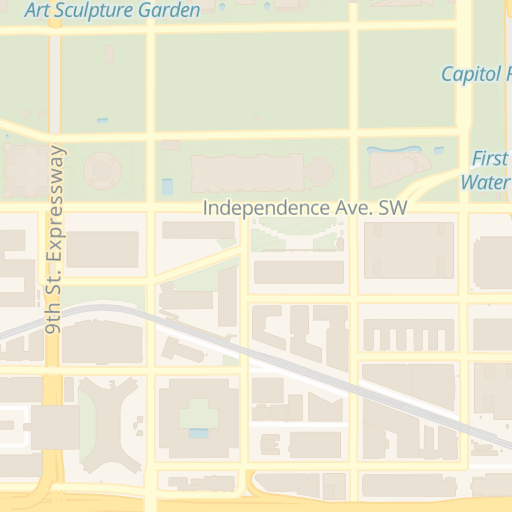 Art Sculpture Garden
Capitol
First
Water
Independence Ave. SW
9th St. Expressway